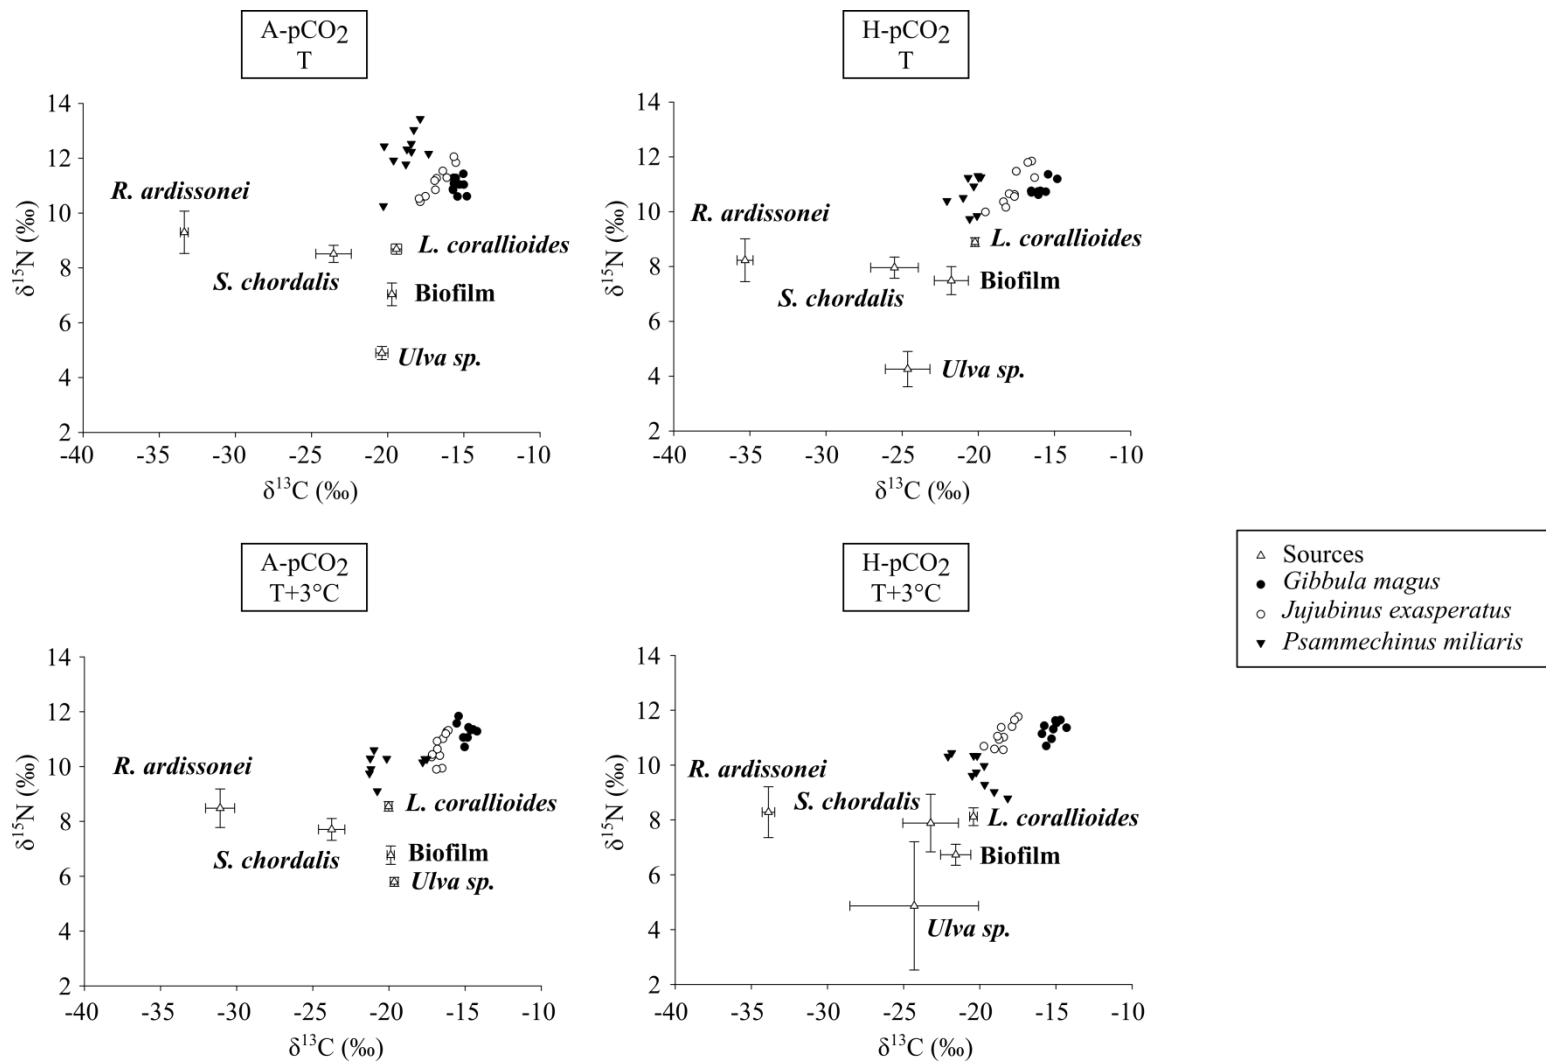 A-pCO2
T
14
12
10
8
6
4
2
δ15N (‰)
R. ardissonei
S. chordalis
L. corallioides
Biofilm
Ulva sp.
-40 -35 -30 -25 -20 -15 -10
δ13C (‰)
H-pCO2
T
14
12
10
8
6
4
2
δ15N (‰)
R. ardissonei
L. corallioides
S. chordalis
Biofilm
Ulva sp.
-40 -35 -30 -25 -20 -15 -10
δ13C (‰)
A-pCO2
T+3°C
14
12
10
8
6
4
2
δ15N (‰)
R. ardissonei
L. corallioides
S. chordalis
Biofilm
Ulva sp.
-40 -35 -30 -25 -20 -15 -10
δ13C (‰)
H-pCO2
T+3°C
14
12
10
8
6
4
2
δ15N (‰)
R. ardissonei
S. chordalis
L. corallioides
Biofilm
Ulva sp.
-40 -35 -30 -25 -20 -15 -10
δ13C (‰)
Sources
Gibbula magus
Jujubinus exasperatus
Psammechinus miliaris